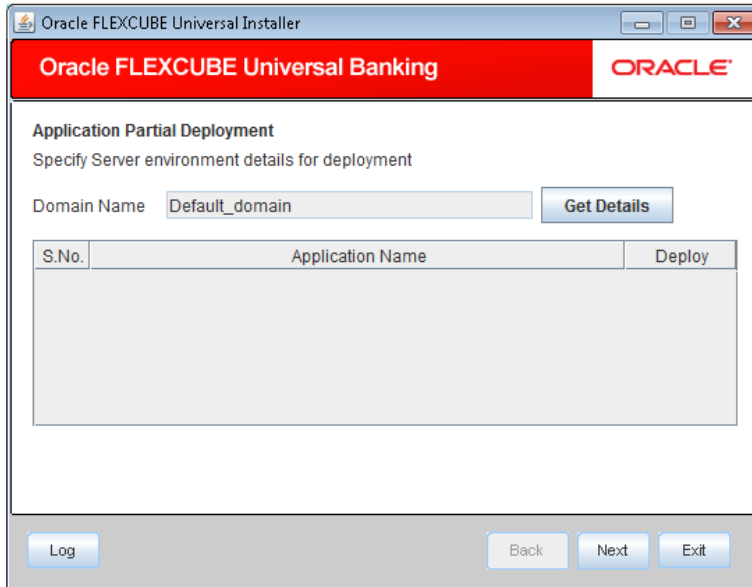 Oracle FLEXCUBE Universal Installer
Oracle FLEXCUBE Universal Banking
ORACLE
Application Partial Deployment
Specify Server environment details for deployment
Domain Name Default_domain Get Details
S.No. Application Name Deploy
Log Back Next Exit